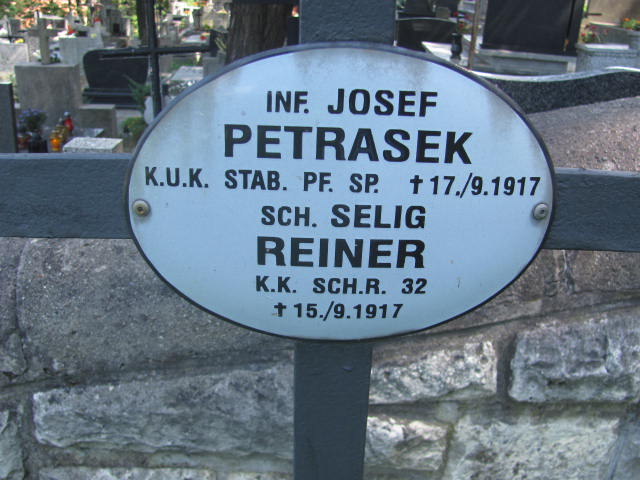 INF. JOSEF
PETRASEK
K.U.K. STAB. PF. SP. ✝17./9.1917
SCH. SELIG
REINER
K.K. SCH.R. 32
✝15./9.1917